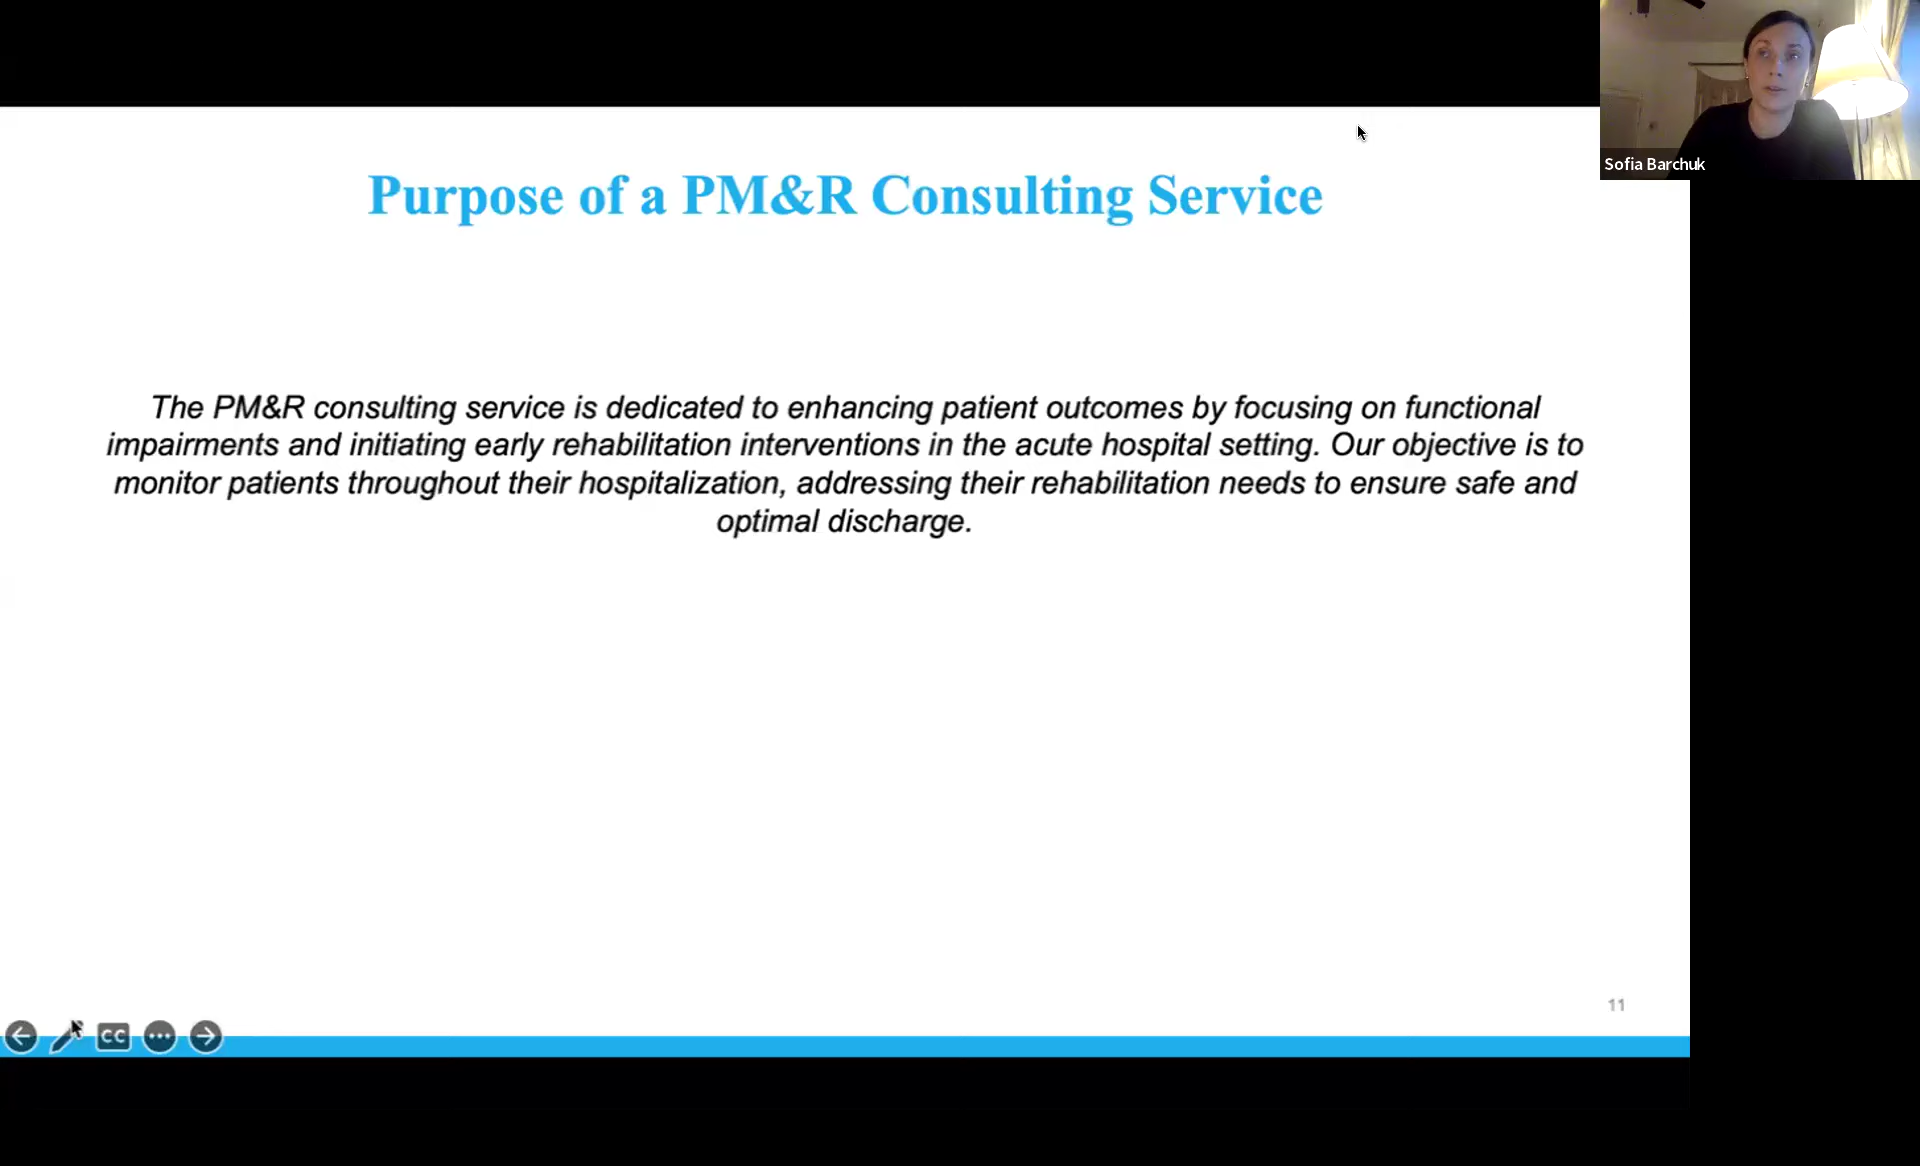 Sofia Barchuk
Purpose of a PM&R Consulting Service
The PM&R consulting service is dedicated to enhancing patient outcomes by focusing on functional
impairments and initiating early rehabilitation interventions in the acute hospital setting. Our objective is to
monitor patients throughout their hospitalization, addressing their rehabilitation needs to ensure safe and
optimal discharge.
11
CC